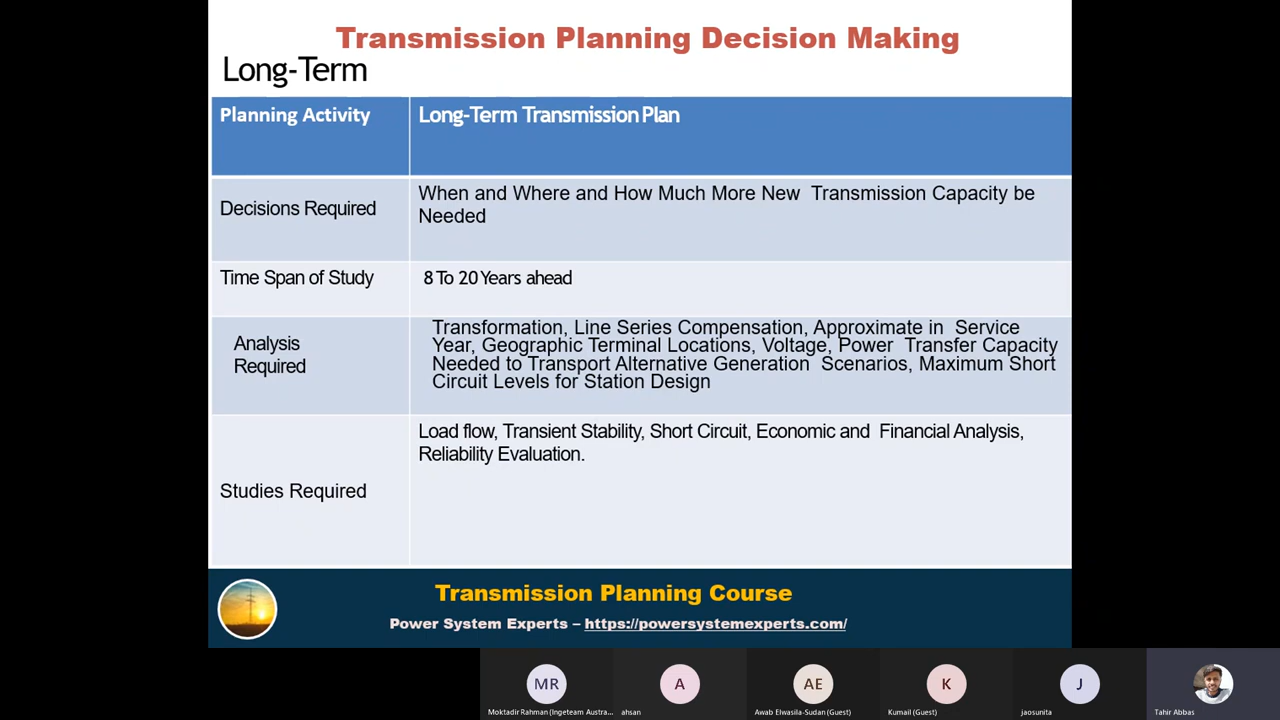 Transmission Planning Decision Making
Long-Term
Planning Activity
Long-Term Transmission Plan
Decisions Required
When and Where and How Much More New Transmission Capacity be
Needed
Time Span of Study
8 To 20 Years ahead
Analysis
Required
Transformation, Line Series Compensation, Approximate in Service
Year, Geographic Terminal Locations, Voltage, Power Transfer Capacity
Needed to Transport Alternative Generation Scenarios, Maximum Short
Circuit Levels for Station Design
Studies Required
Load flow, Transient Stability, Short Circuit, Economic and Financial Analysis,
Reliability Evaluation.
Transmission Planning Course
Power System Experts – https://powersystemexperts.com/
MR
A
AE
K
J
Moktadir Rahman (Ingeteam Austra...
ahsan
Awab Elwasila-Sudan (Guest)
Kumail (Guest)
jaosunita
Tahir Abbas